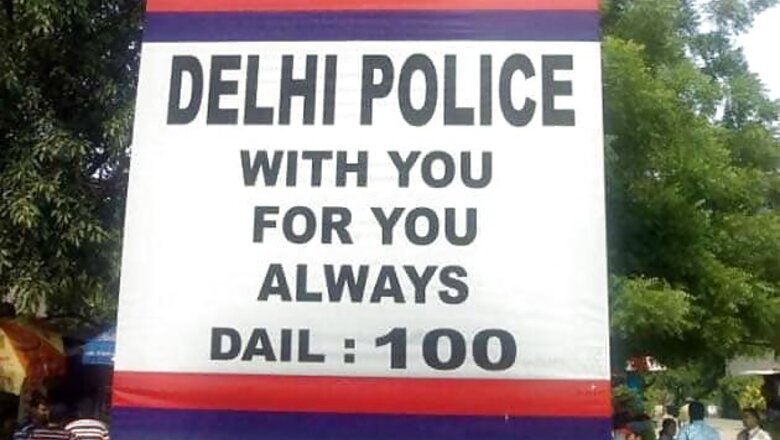 DELHI POLICE
WITH YOU
FOR YOU
ALWAYS
DAIL : 100